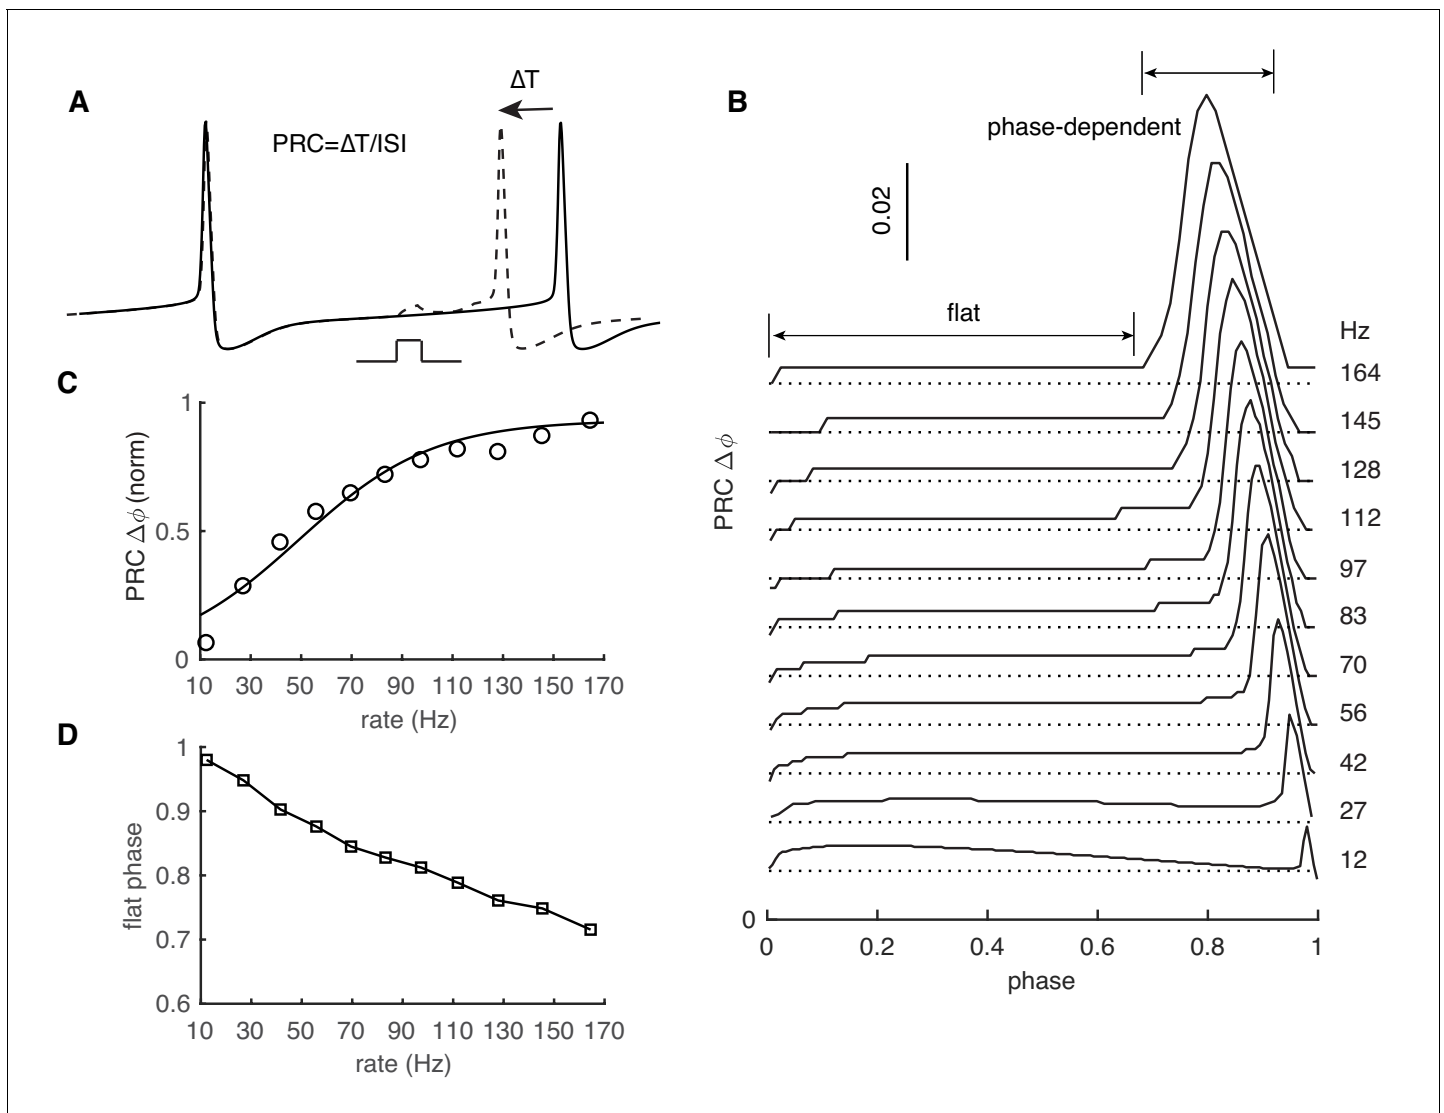 A
ΔT
PRC=ΔT/ISI
B
phase-dependent
0.02
flat
Hz
164
145
128
112
97
83
70
56
42
27
12
PRC Δϕ
0
0 0.2 0.4 0.6 0.8 1
phase
C
1
0.5
0
PRC Δϕ (norm)
10 30 50 70 90 110 130 150 170
rate (Hz)
D
1
0.9
0.8
0.7
0.6
flat phase
10 30 50 70 90 110 130 150 170
rate (Hz)